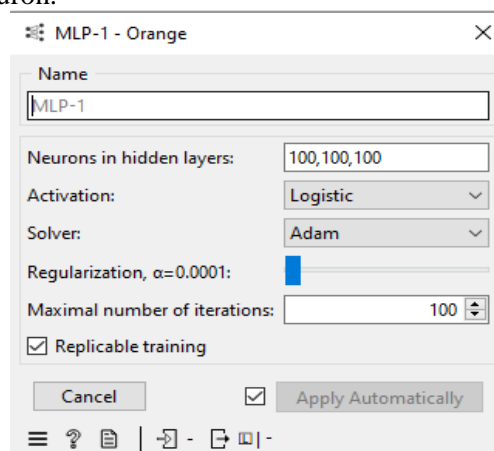 MLP-1 - Orange
Name
MLP-1
Neurons in hidden layers: 100,100,100
Activation: Logistic
Solver: Adam
Regularization, α=0.0001:
Maximal number of iterations: 100
Replicable training
Cancel Apply Automatically
? - | -